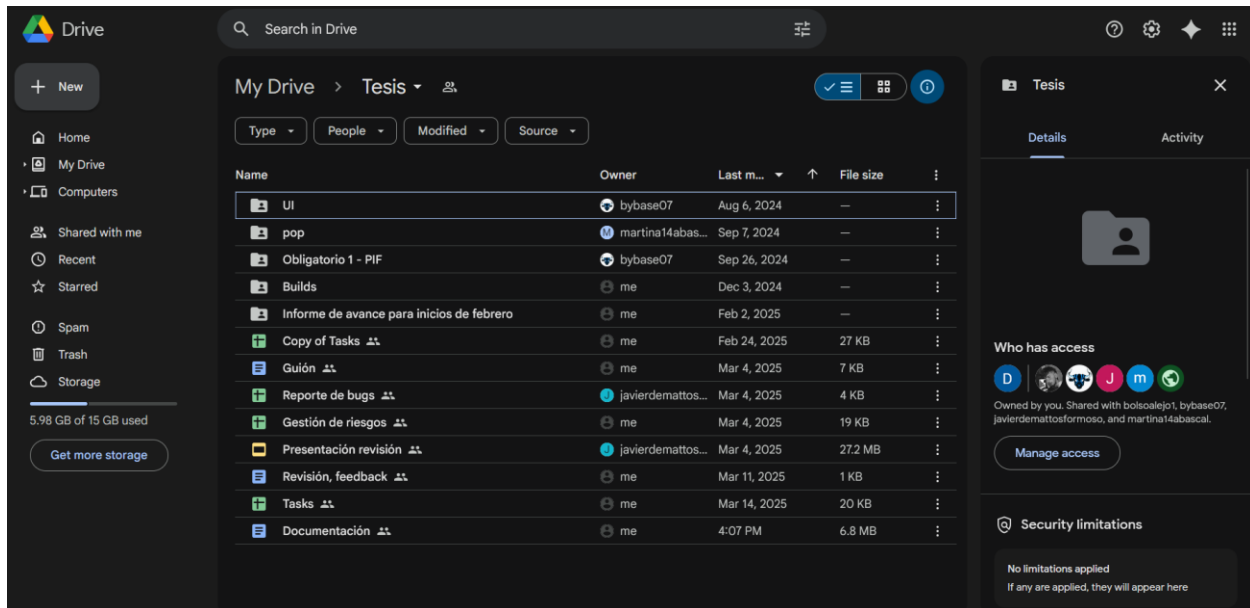 Drive
Search in Drive
New
Home
My Drive
Computers
Shared with me
Recent
Starred
Spam
Trash
Storage
5.98 GB of 15 GB used
Get more storage
My Drive > Tesis
Type People Modified Source
Name Owner Last m... File size
UI bybase07 Aug 6, 2024 —
pop M martina14abas... Sep 7, 2024 —
Obligatorio 1 - PIF bybase07 Sep 26, 2024 —
Builds me Dec 3, 2024 —
Informe de avance para inicios de febrero me Feb 2, 2025 —
Copy of Tasks me Feb 24, 2025 27 KB
Guión me Mar 4, 2025 7 KB
Reporte de bugs J javierdemattos... Mar 4, 2025 4 KB
Gestión de riesgos me Mar 4, 2025 19 KB
Presentación revisión J javierdemattos... Mar 4, 2025 27.2 MB
Revisión, feedback me Mar 11, 2025 1 KB
Tasks me Mar 14, 2025 20 KB
Documentación me 4:07 PM 6.8 MB
Tesis
Details Activity
Who has access
D J m
Owned by you. Shared with bolsoalejo1, bybase07,
javierdemattosformoso, and martina14abascal.
Manage access
Security limitations
No limitations applied
If any are applied, they will appear here